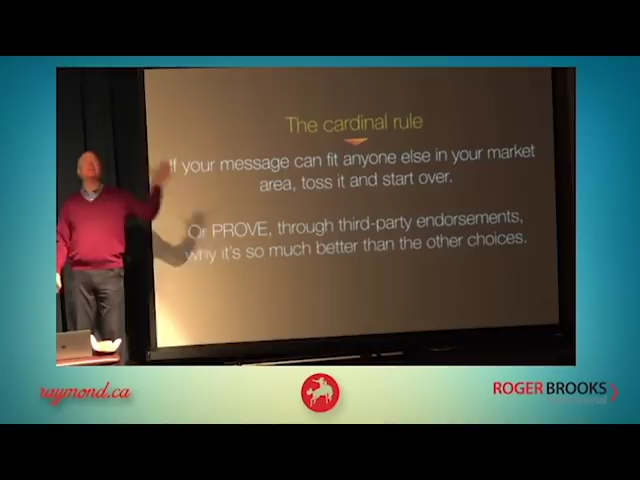 The cardinal rule
If your message can fit anyone else in your market
area, toss it and start over.
Or PROVE, through third-party endorsements,
why it's so much better than the other choices.
raymond.ca
ROGER BROOKS